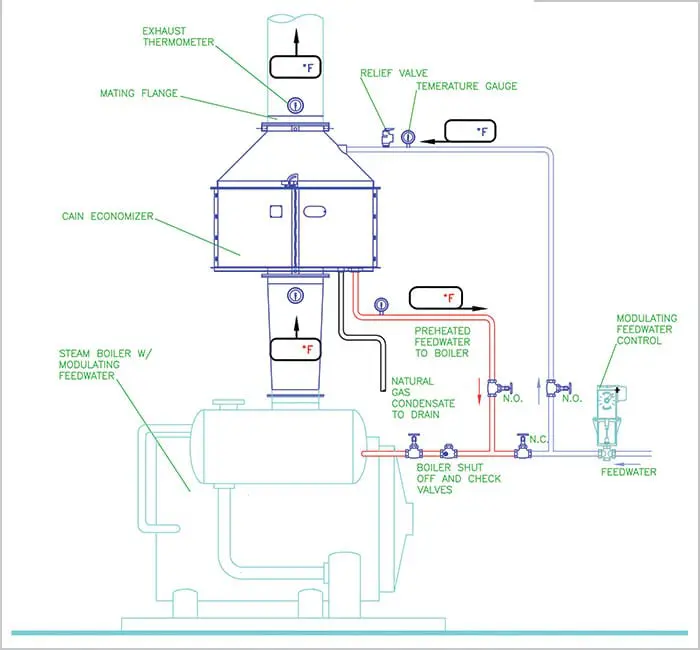 EXHAUST
THERMOMETER
°F
RELIEF VALVE
TEMERATURE GAUGE
MATING FLANGE
°F
CAIN ECONOMIZER
°F
PREHEATED
FEEDWATER
TO BOILER
MODULATING
FEEDWATER
CONTROL
°F
STEAM BOILER W/
MODULATING
FEEDWATER
NATURAL
GAS
CONDENSATE
TO DRAIN
N.O.
N.O.
N.C.
BOILER SHUT
OFF AND CHECK
VALVES
FEEDWATER